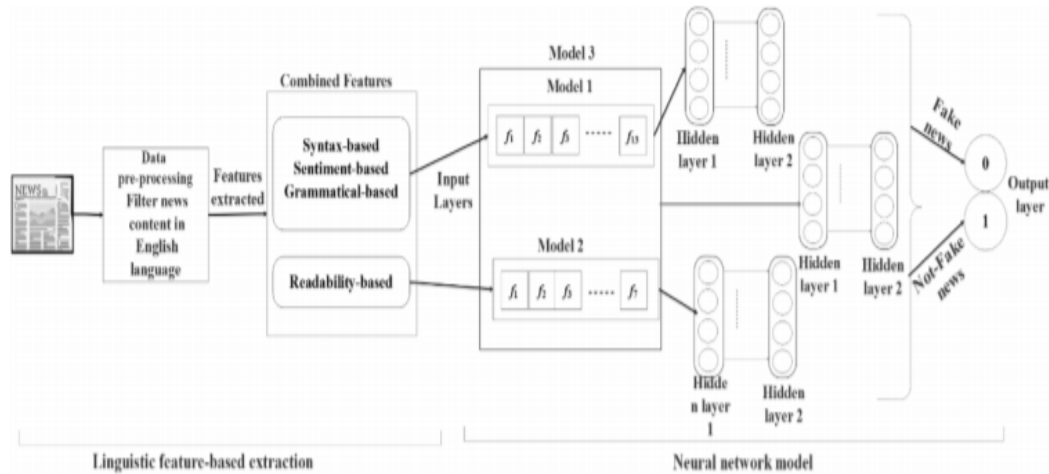 NEWS
Data
pre-processing
Filter news
content in
English
language
Features
extracted
Combined Features
Syntax-based
Sentiment-based
Grammatical-based
Readability-based
Input
Layers
Model 3
Model 1
f1 f2 f3 ----- f13
Model 2
f1 f2 f3 ----- f7
Hidden
layer 1
Hidden
layer 2
Hidden
layer 1
Hidden
layer 2
Hidde
n layer
1
Hidden
layer 2
Fake
news
Not-Fake
news
0
1
Output
layer
Linguistic feature-based extraction
Neural network model